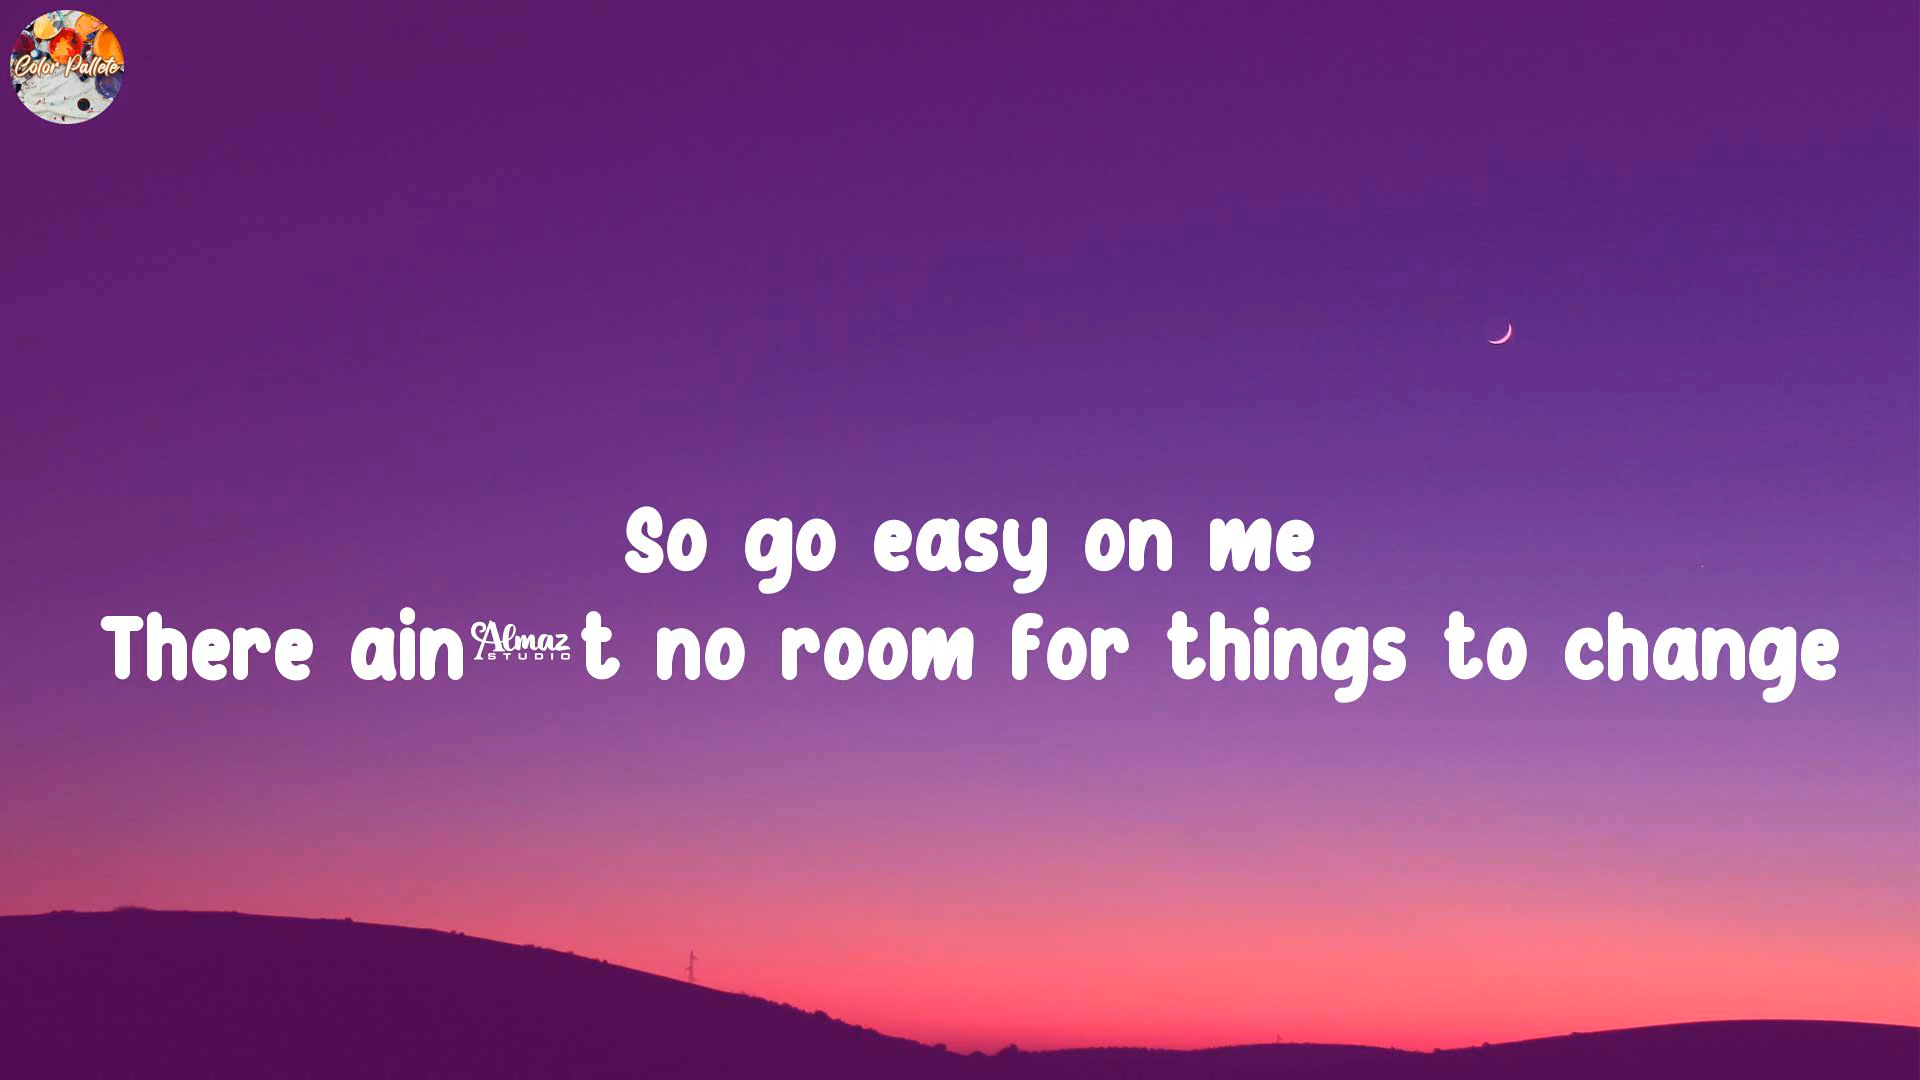 Color Pallete
So go easy on me
There ain Almaz STUDIO t no room for things to change